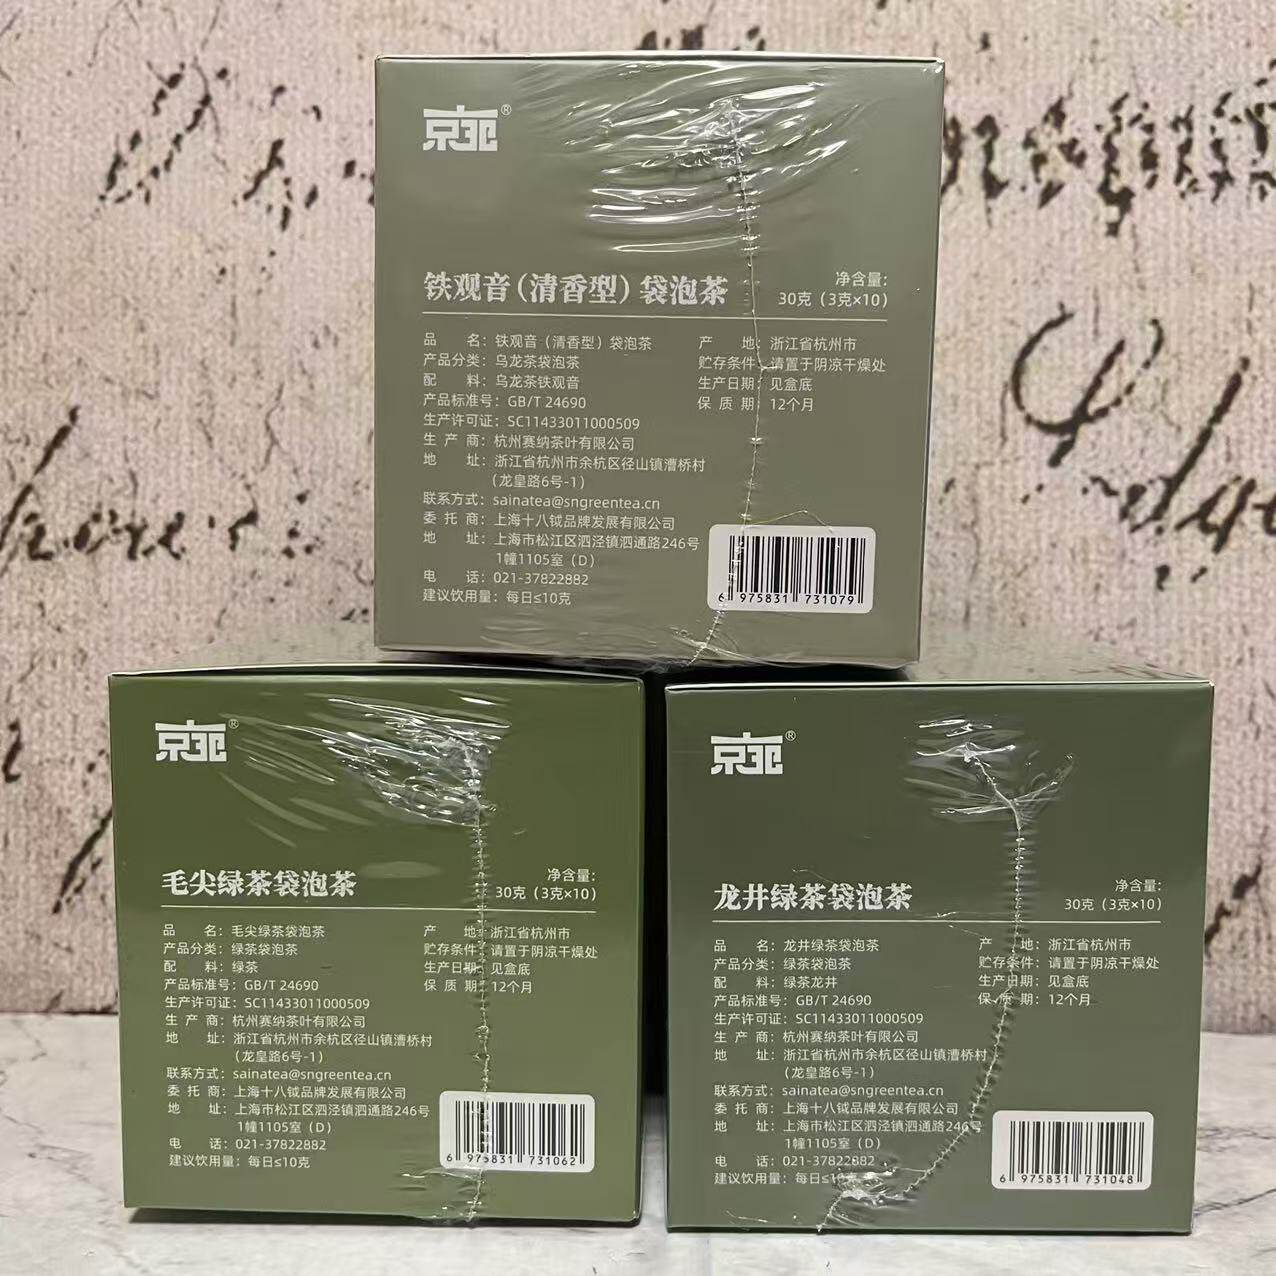 ®
铁观音（清香型）袋泡茶
净含量：
30克（3克×10）
品 名：铁观音（清香型）袋泡茶
产品分类：乌龙茶袋泡茶
配 料：乌龙茶铁观音
产品标准号：GB/T 24690
生产许可证：SC11433011000509
生 产 商：杭州赛纳茶叶有限公司
地 址：浙江省杭州市余杭区径山镇漕桥村
（龙皇路6号-1）
联系方式：sainatea@sngreentea.cn
委 托 商：上海十八钺品牌发展有限公司
地 址：上海市松江区泗泾镇泗通路246号
1幢1105室（D）
电 话：021-37822882
建议饮用量：每日≤10克
产 地：浙江省杭州市
贮存条件：请置于阴凉干燥处
生产日期：见盒底
保 质 期：12个月
6 975831 731079
®
毛尖绿茶袋泡茶
净含量：
30克（3克×10）
品 名：毛尖绿茶袋泡茶
产品分类：绿茶袋泡茶
配 料：绿茶
产品标准号：GB/T 24690
生产许可证：SC11433011000509
生 产 商：杭州赛纳茶叶有限公司
地 址：浙江省杭州市余杭区径山镇漕桥村
（龙皇路6号-1）
联系方式：sainatea@sngreentea.cn
委 托 商：上海十八钺品牌发展有限公司
地 址：上海市松江区泗泾镇泗通路246号
1幢1105室（D）
电 话：021-37822882
建议饮用量：每日≤10克
产 地：浙江省杭州市
贮存条件：请置于阴凉干燥处
生产日期：见盒底
保 质 期：12个月
6 975831 731062
®
龙井绿茶袋泡茶
净含量：
30克（3克×10）
品 名：龙井绿茶袋泡茶
产品分类：绿茶袋泡茶
配 料：绿茶龙井
产品标准号：GB/T 24690
生产许可证：SC11433011000509
生 产 商：杭州赛纳茶叶有限公司
地 址：浙江省杭州市余杭区径山镇漕桥村
（龙皇路6号-1）
联系方式：sainatea@sngreentea.cn
委 托 商：上海十八钺品牌发展有限公司
地 址：上海市松江区泗泾镇泗通路246号
1幢1105室（D）
电 话：021-37822882
建议饮用量：每日≤10克
产 地：浙江省杭州市
贮存条件：请置于阴凉干燥处
生产日期：见盒底
保 质 期：12个月
6 975831 731048